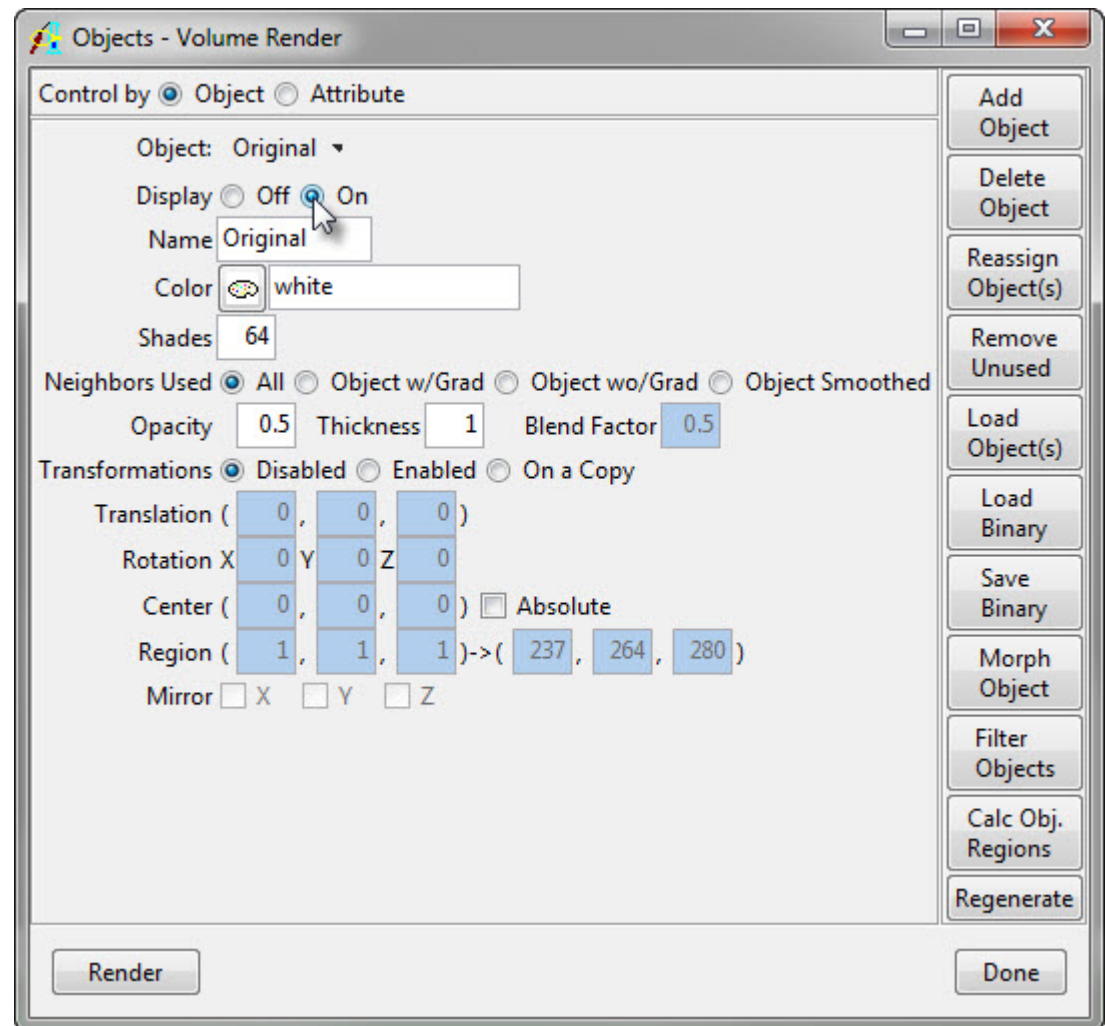 Objects - Volume Render
Control by Object Attribute
Object: Original
Display Off On
Name Original
Color white
Shades 64
Neighbors Used All Object w/Grad Object wo/Grad Object Smoothed
Opacity 0.5 Thickness 1 Blend Factor 0.5
Transformations Disabled Enabled On a Copy
Translation ( 0 , 0 , 0 )
Rotation X 0 Y 0 Z 0
Center ( 0 , 0 , 0 ) Absolute
Region ( 1 , 1 , 1 )->( 237 , 264 , 280 )
Mirror X Y Z
Add
Object
Delete
Object
Reassign
Object(s)
Remove
Unused
Load
Object(s)
Load
Binary
Save
Binary
Morph
Object
Filter
Objects
Calc Obj.
Regions
Regenerate
Render
Done